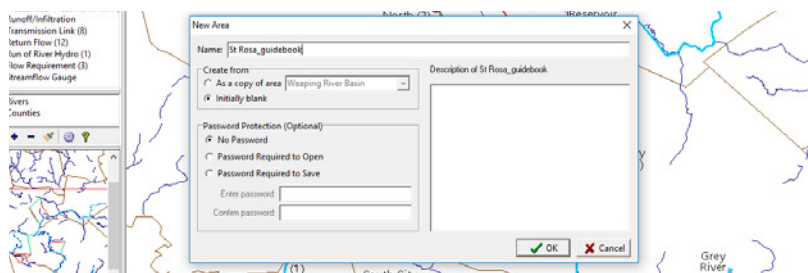 Runoff/Infiltration
Transmission Link (8)
Return Flow (12)
Run of River Hydro (1)
Flow Requirement (3)
Streamflow Gauge
Rivers
Counties
North (2)
Reservoir
New Area
Name: St Rosa_guidebook
Create from
As a copy of area Weaping River Basin
Initially blank
Description of St Rosa_guidebook
Password Protection (Optional)
No Password
Password Required to Open
Password Required to Save
Enter password:
Confirm password:
OK
Cancel
(1)
South City
Grey
River